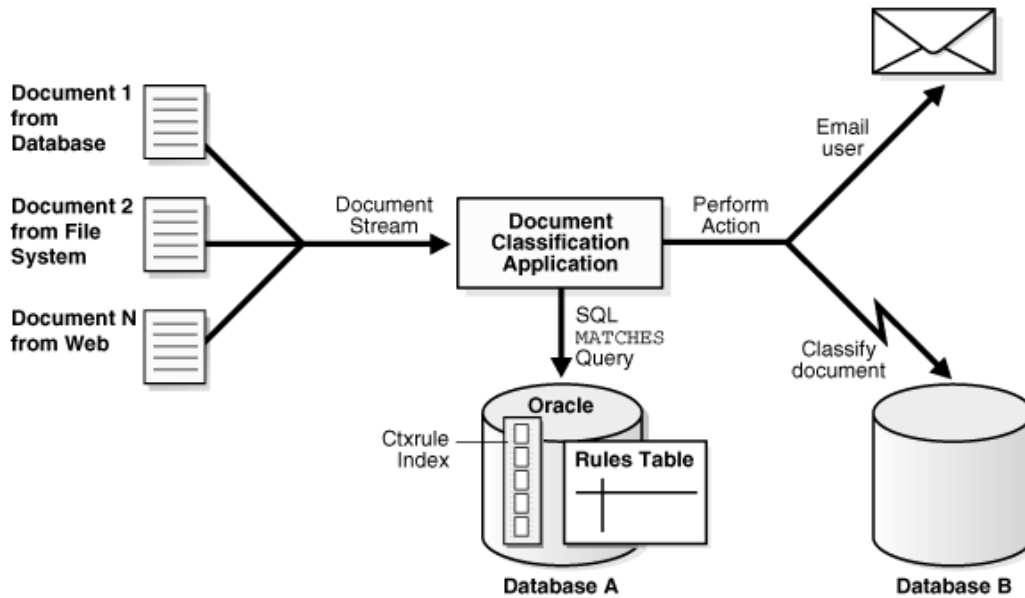 Document 1
from
Database
Document 2
from File
System
Document N
from Web
Document
Stream
Document
Classification
Application
Perform
Action
Email
user
Classify
document
SQL
MATCHES
Query
Oracle
Ctxrule
Index
Rules Table
Database A
Database B